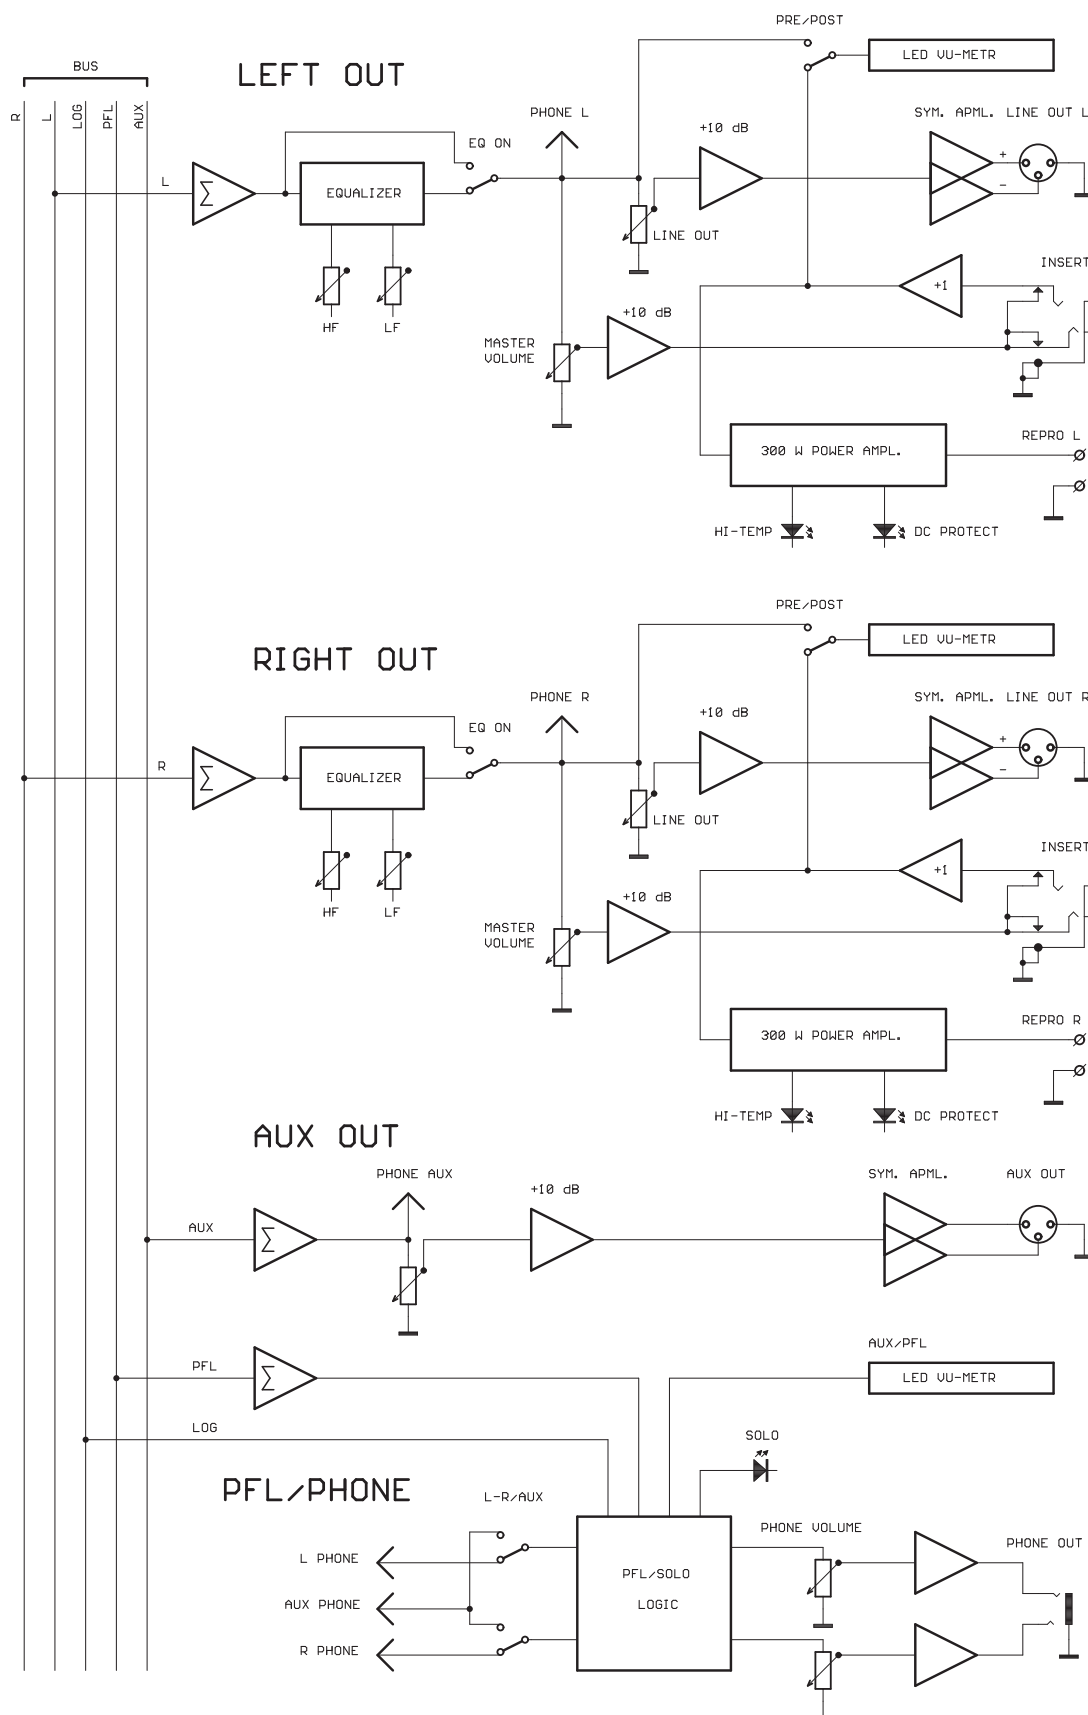 PRE/POST
LED VU-METR
BUS
LEFT OUT
R
L
LOG
PFL
AUX
PHONE L
+10 dB
SYM. APML. LINE OUT L
EQ ON
+
L
EQUALIZER
-
LINE OUT
INSERT
+1
HF
LF
+10 dB
MASTER
VOLUME
REPRO L
300 W POWER AMPL.
HI-TEMP
DC PROTECT
PRE/POST
LED VU-METR
RIGHT OUT
PHONE R
+10 dB
SYM. APML. LINE OUT R
EQ ON
+
R
EQUALIZER
-
LINE OUT
INSERT
+1
HF
LF
+10 dB
MASTER
VOLUME
REPRO R
300 W POWER AMPL.
HI-TEMP
DC PROTECT
AUX OUT
PHONE AUX
+10 dB
SYM. APML.
AUX OUT
AUX
Σ
Σ
Σ
AUX/PFL
PFL
Σ
LED VU-METR
LOG
SOLO
PFL/PHONE
L-R/AUX
PHONE VOLUME
PHONE OUT
L PHONE
PFL/SOLO
LOGIC
AUX PHONE
R PHONE